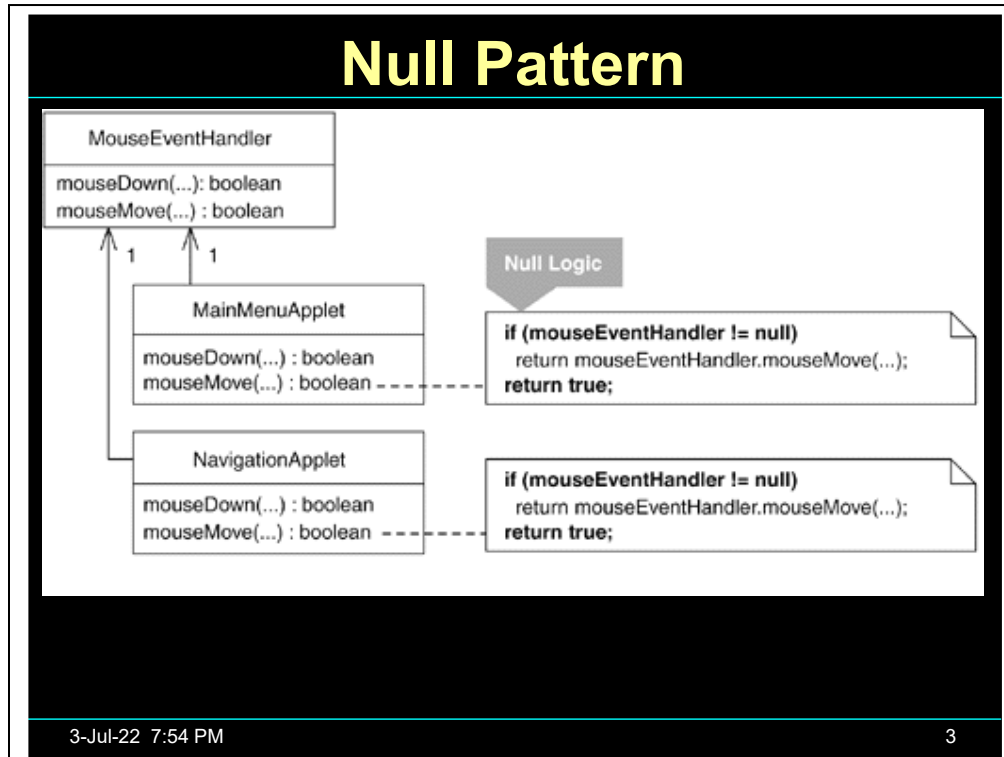 Null Pattern
MouseEventHandler
mouseDown(...): boolean
mouseMove(...) : boolean
1
1
MainMenuApplet
mouseDown(...) : boolean
mouseMove(...) : boolean
Null Logic
if (mouseEventHandler != null)
return mouseEventHandler.mouseMove(...);
return true;
NavigationApplet
mouseDown(...) : boolean
mouseMove(...) : boolean
if (mouseEventHandler != null)
return mouseEventHandler.mouseMove(...);
return true;
3-Jul-22 7:54 PM
3